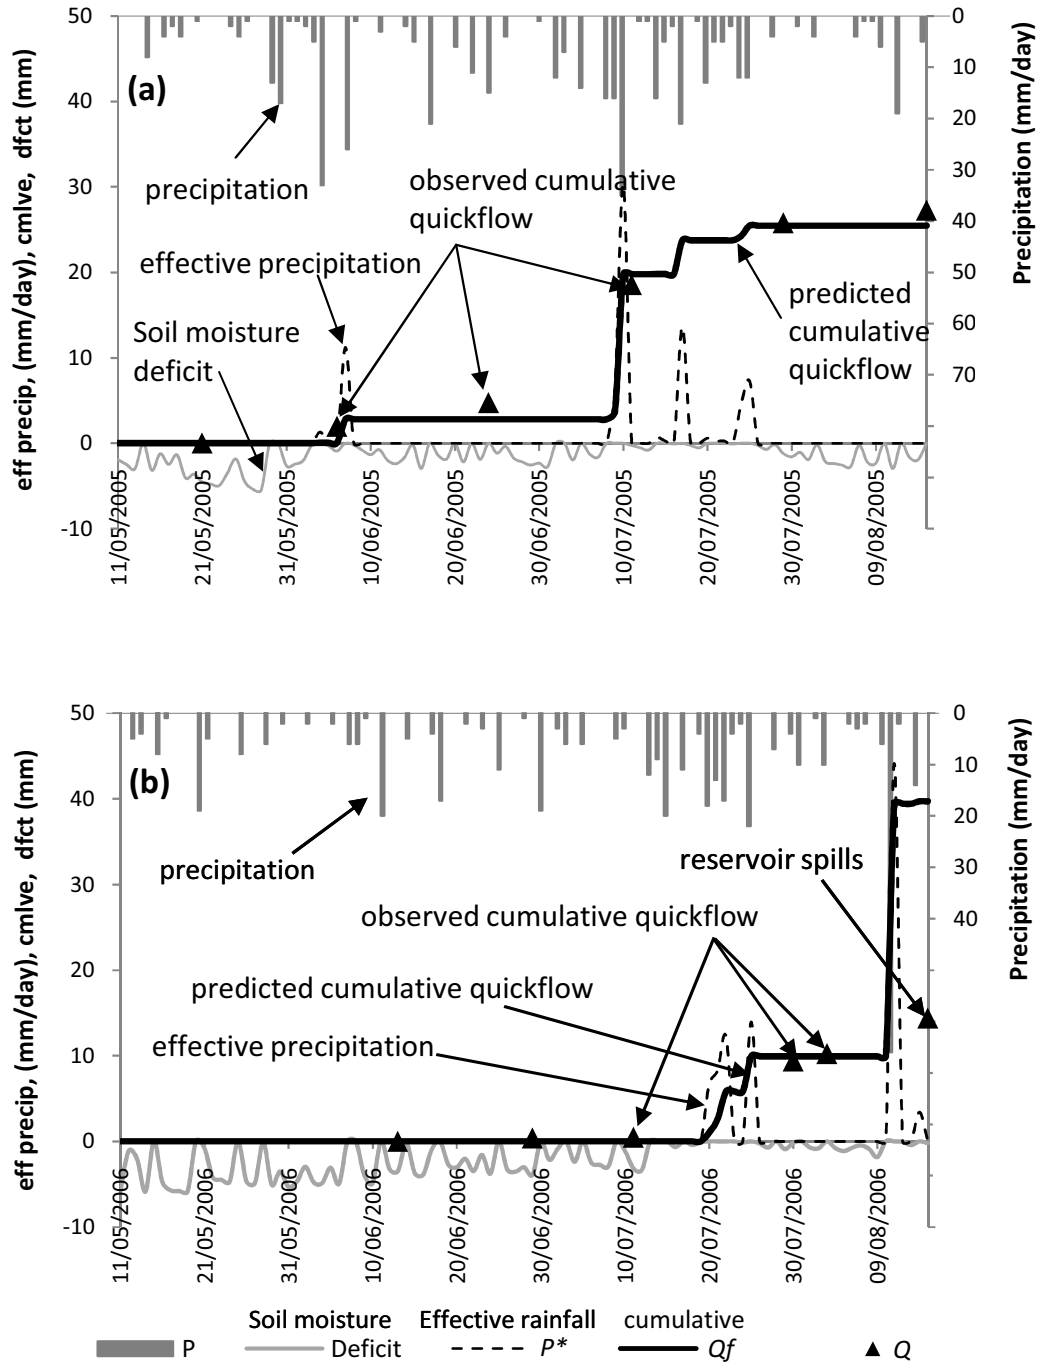 50
40
30
20
10
0
-10
eff precip, (mm/day), cmlve, dfct (mm)
(a)
precipitation
observed cumulative
quickflow
effective precipitation
Soil moisture
deficit
predicted
cumulative
quickflow
0
10
20
30
40
50
60
70
Precipitation (mm/day)
11/05/2005
21/05/2005
31/05/2005
10/06/2005
20/06/2005
30/06/2005
10/07/2005
20/07/2005
30/07/2005
09/08/2005
50
40
30
20
10
0
-10
eff precip, (mm/day), cmlve, dfct (mm)
(b)
precipitation
reservoir spills
observed cumulative quickflow
predicted cumulative quickflow
effective precipitation
0
10
20
30
40
Precipitation (mm/day)
11/05/2006
21/05/2006
31/05/2006
10/06/2006
20/06/2006
30/06/2006
10/07/2006
20/07/2006
30/07/2006
09/08/2006
Soil moisture Effective rainfall cumulative
P Deficit P* Qf Q